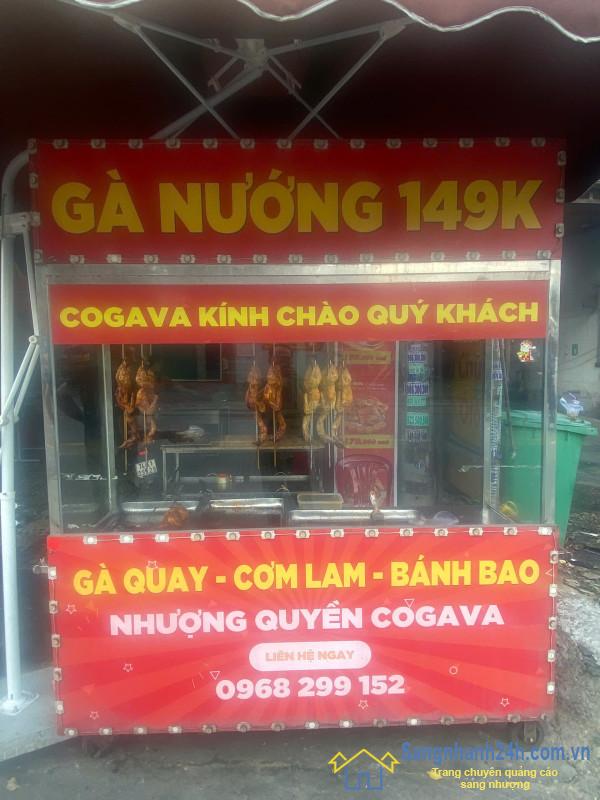 GÀ NƯỚNG 149K
COGAVA KÍNH CHÀO QUÝ KHÁCH
GÀ QUAY - CƠM LAM - BÁNH BAO
NHƯỢNG QUYỀN COGAVA
LIÊN HỆ NGAY
0968 299 152
Sangnhanh24h.com.vn
Trang chuyên quảng cáo
sang nhượng